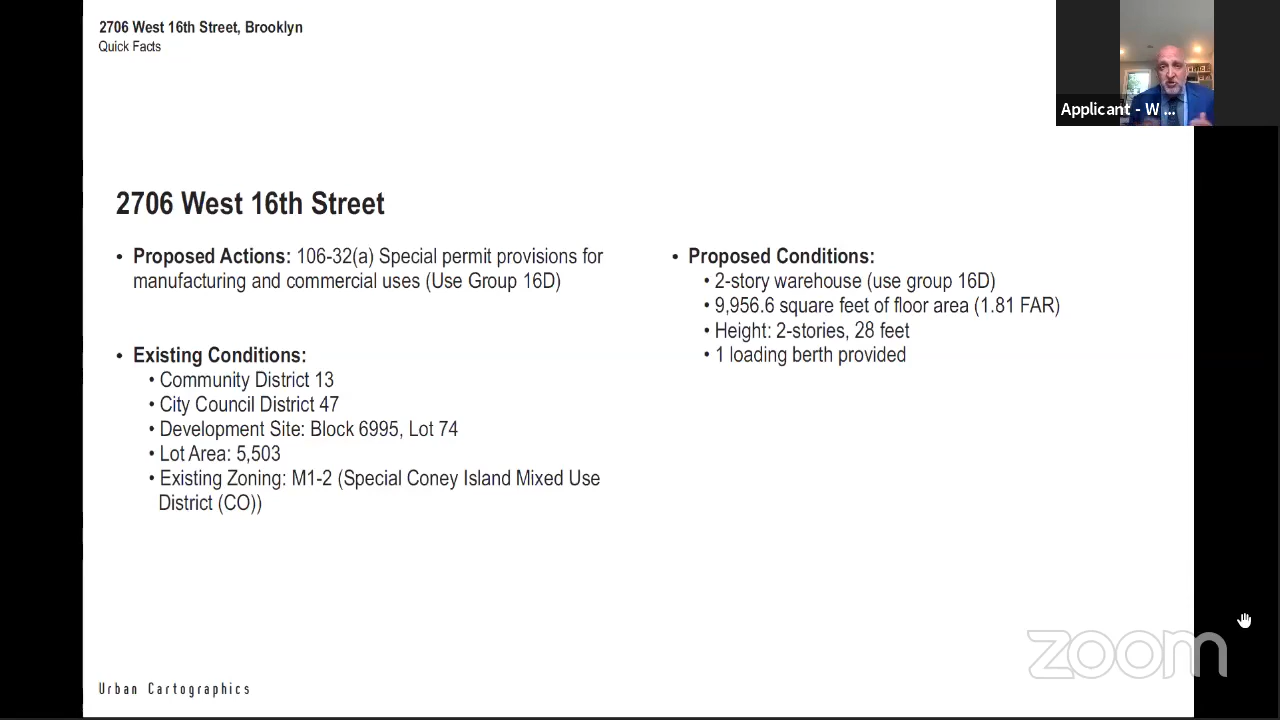 2706 West 16th Street, Brooklyn
Quick Facts
Applicant - W ...
2706 West 16th Street
• Proposed Actions: 106-32(a) Special permit provisions for
manufacturing and commercial uses (Use Group 16D)
• Existing Conditions:
• Community District 13
• City Council District 47
• Development Site: Block 6995, Lot 74
• Lot Area: 5,503
• Existing Zoning: M1-2 (Special Coney Island Mixed Use
District (CO))
• Proposed Conditions:
• 2-story warehouse (use group 16D)
• 9,956.6 square feet of floor area (1.81 FAR)
• Height: 2-stories, 28 feet
• 1 loading berth provided
zoom
Urban Cartographics